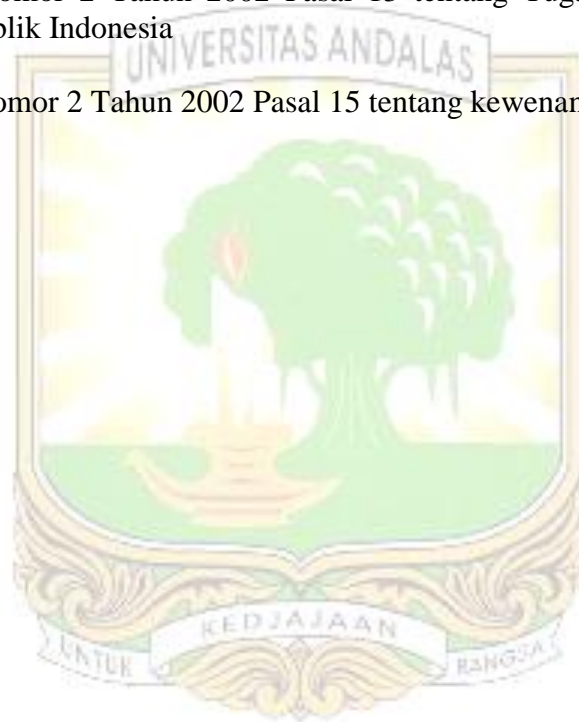 omor 2 Tahun 2002 Pasal 13 tentang Tuga
blik Indonesia
UNIVERSITAS ANDALAS
omor 2 Tahun 2002 Pasal 15 tentang kewenan
KEDJAJAAN
UNTUK
BANGSA